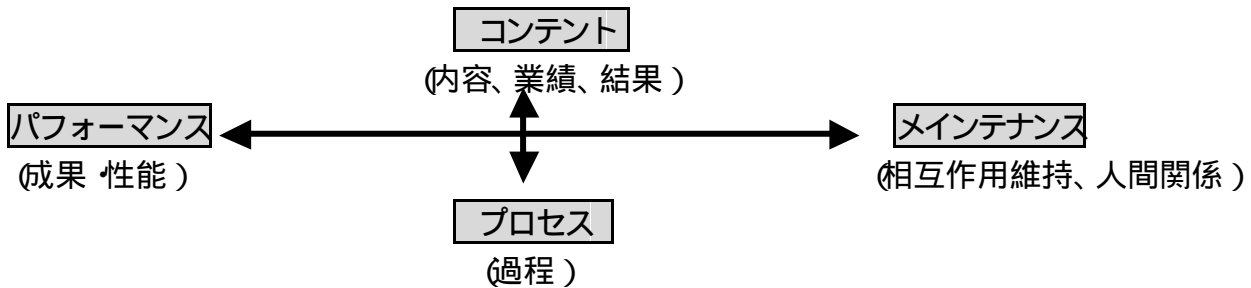 コンテント
(内容、業績、結果)
パフォーマンス
メインテナンス
(成果・性能)
(相互作用維持、人間関係)
プロセス
(過程)